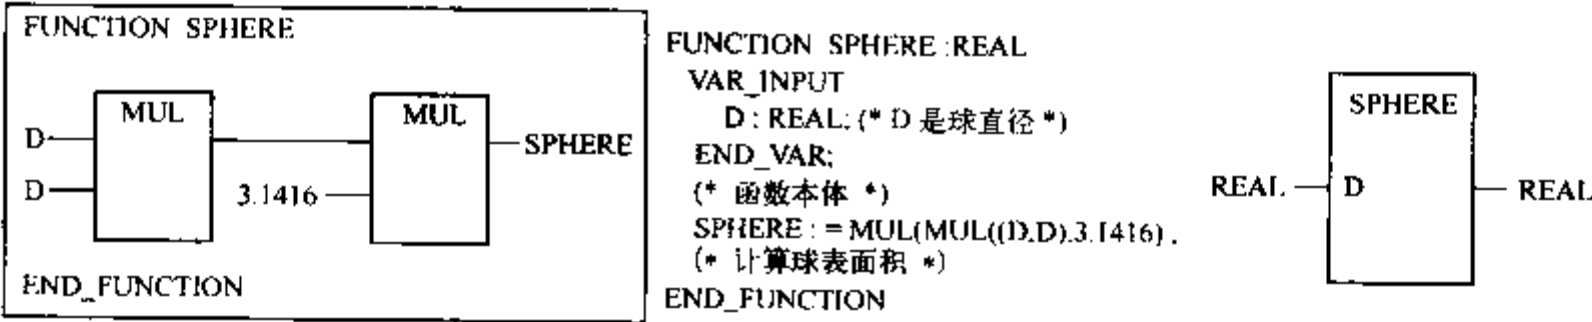 FUNCTION SPHERE
MUL
MUL
D
D
3.1416
SPHERE
END_FUNCTION
FUNCTION SPHERE :REAL
VAR_INPUT
D : REAL; (* D 是球直径 *)
END_VAR;
(* 函数本体 *)
SPHERE : = MUL(MUL((D,D),3.1416) ,
(* 计算球表面积 *)
END_FUNCTION
SPHERE
REAL
D
REAL